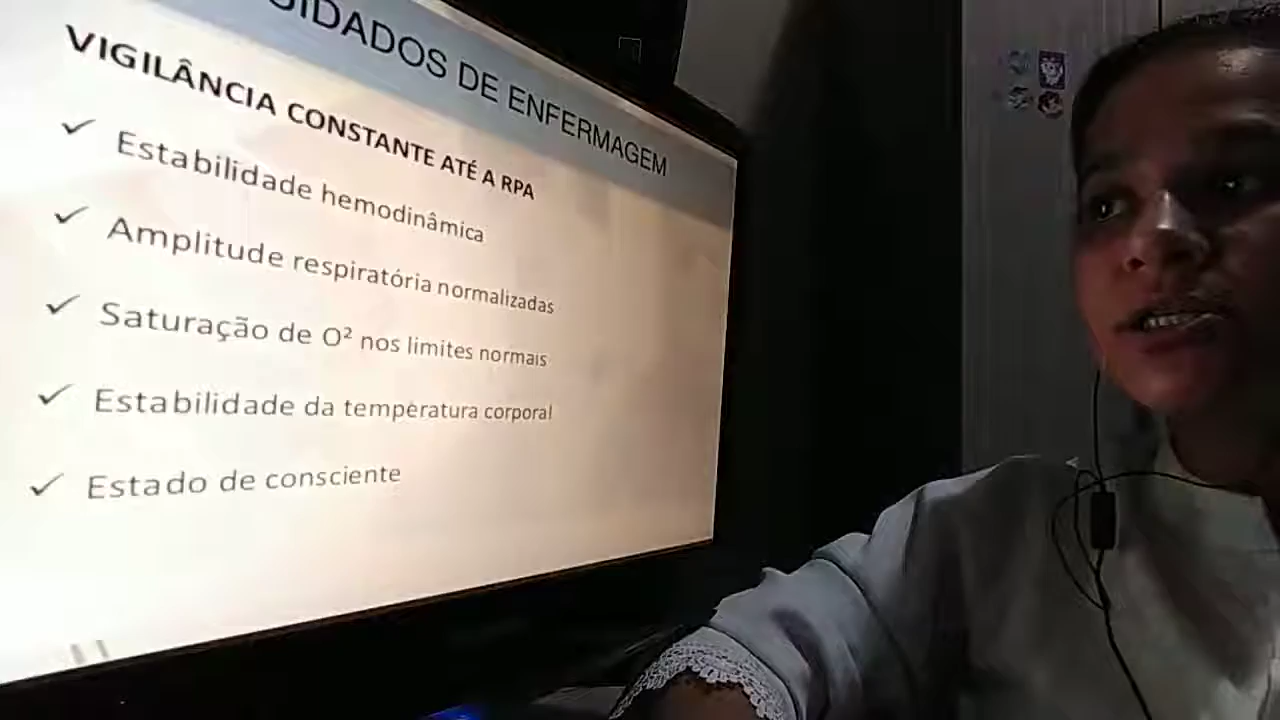 CUIDADOS DE ENFERMAGEM
VIGILÂNCIA CONSTANTE ATÉ A RPA
✓ Estabilidade hemodinâmica
✓ Amplitude respiratória normalizadas
✓ Saturação de O² nos limites normais
✓ Estabilidade da temperatura corporal
✓ Estado de consciente